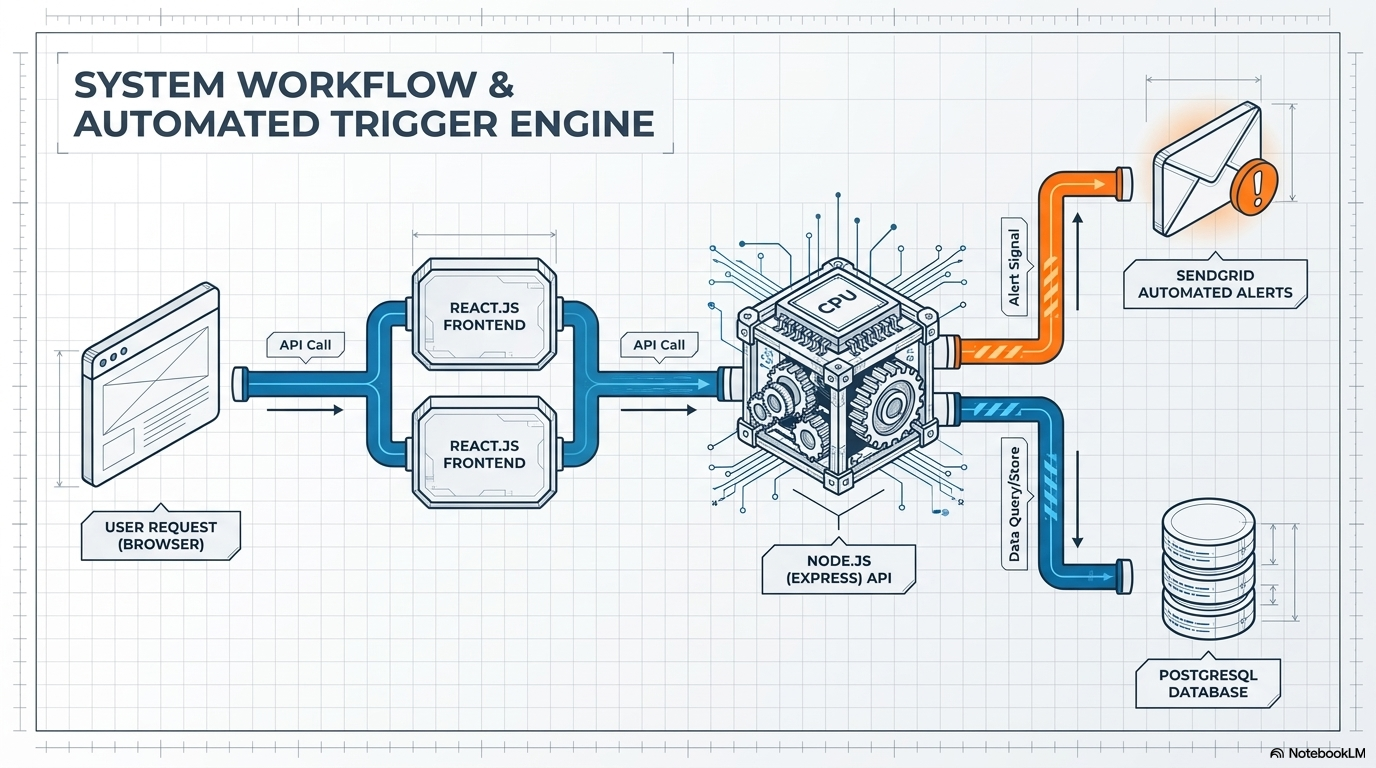 SYSTEM WORKFLOW &
AUTOMATED TRIGGER ENGINE
USER REQUEST
(BROWSER)
API Call
REACT.JS
FRONTEND
REACT.JS
FRONTEND
API Call
CPU
NODE.JS
(EXPRESS) API
Alert Signal
SENDGRID
AUTOMATED ALERTS
Data Query/Store
POSTGRESQL
DATABASE
NotebookLM